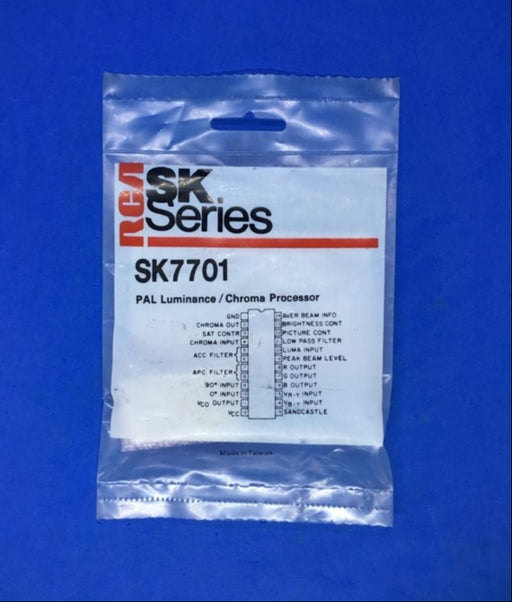 RCA SK
Series
SK7701
PAL Luminance/Chroma Processor
GND AVER BEAM INFO
CHROMA OUT BRIGHTNESS CONT
SAT CONTR PICTURE CONT
CHROMA INPUT LOW PASS FILTER
LUMA INPUT
ACC FILTER PEAK BEAM LEVEL
R OUTPUT
APC FILTER G OUTPUT
90° INPUT B OUTPUT
0° INPUT VR-Y INPUT
VCO OUTPUT VB-Y INPUT
VCC SANDCASTLE
Made in Taiwan